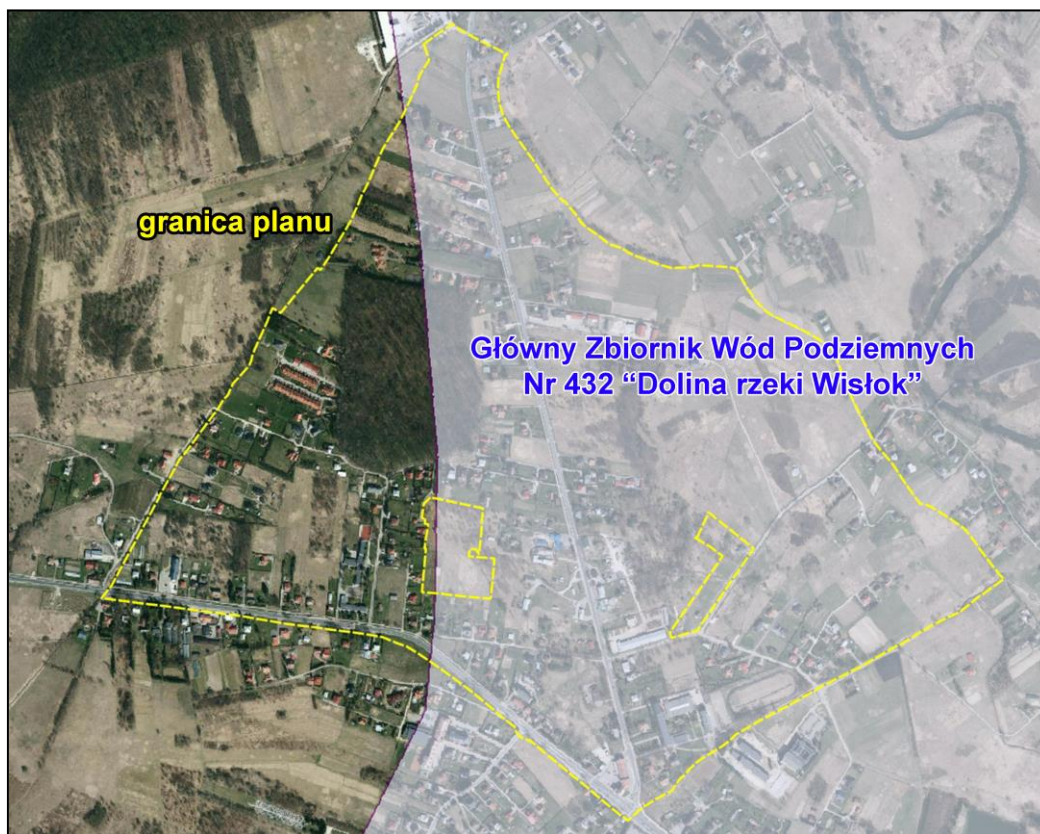 granica planu
Główny Zbiornik Wód Podziemnych
Nr 432 “Dolina rzeki Wisłok”